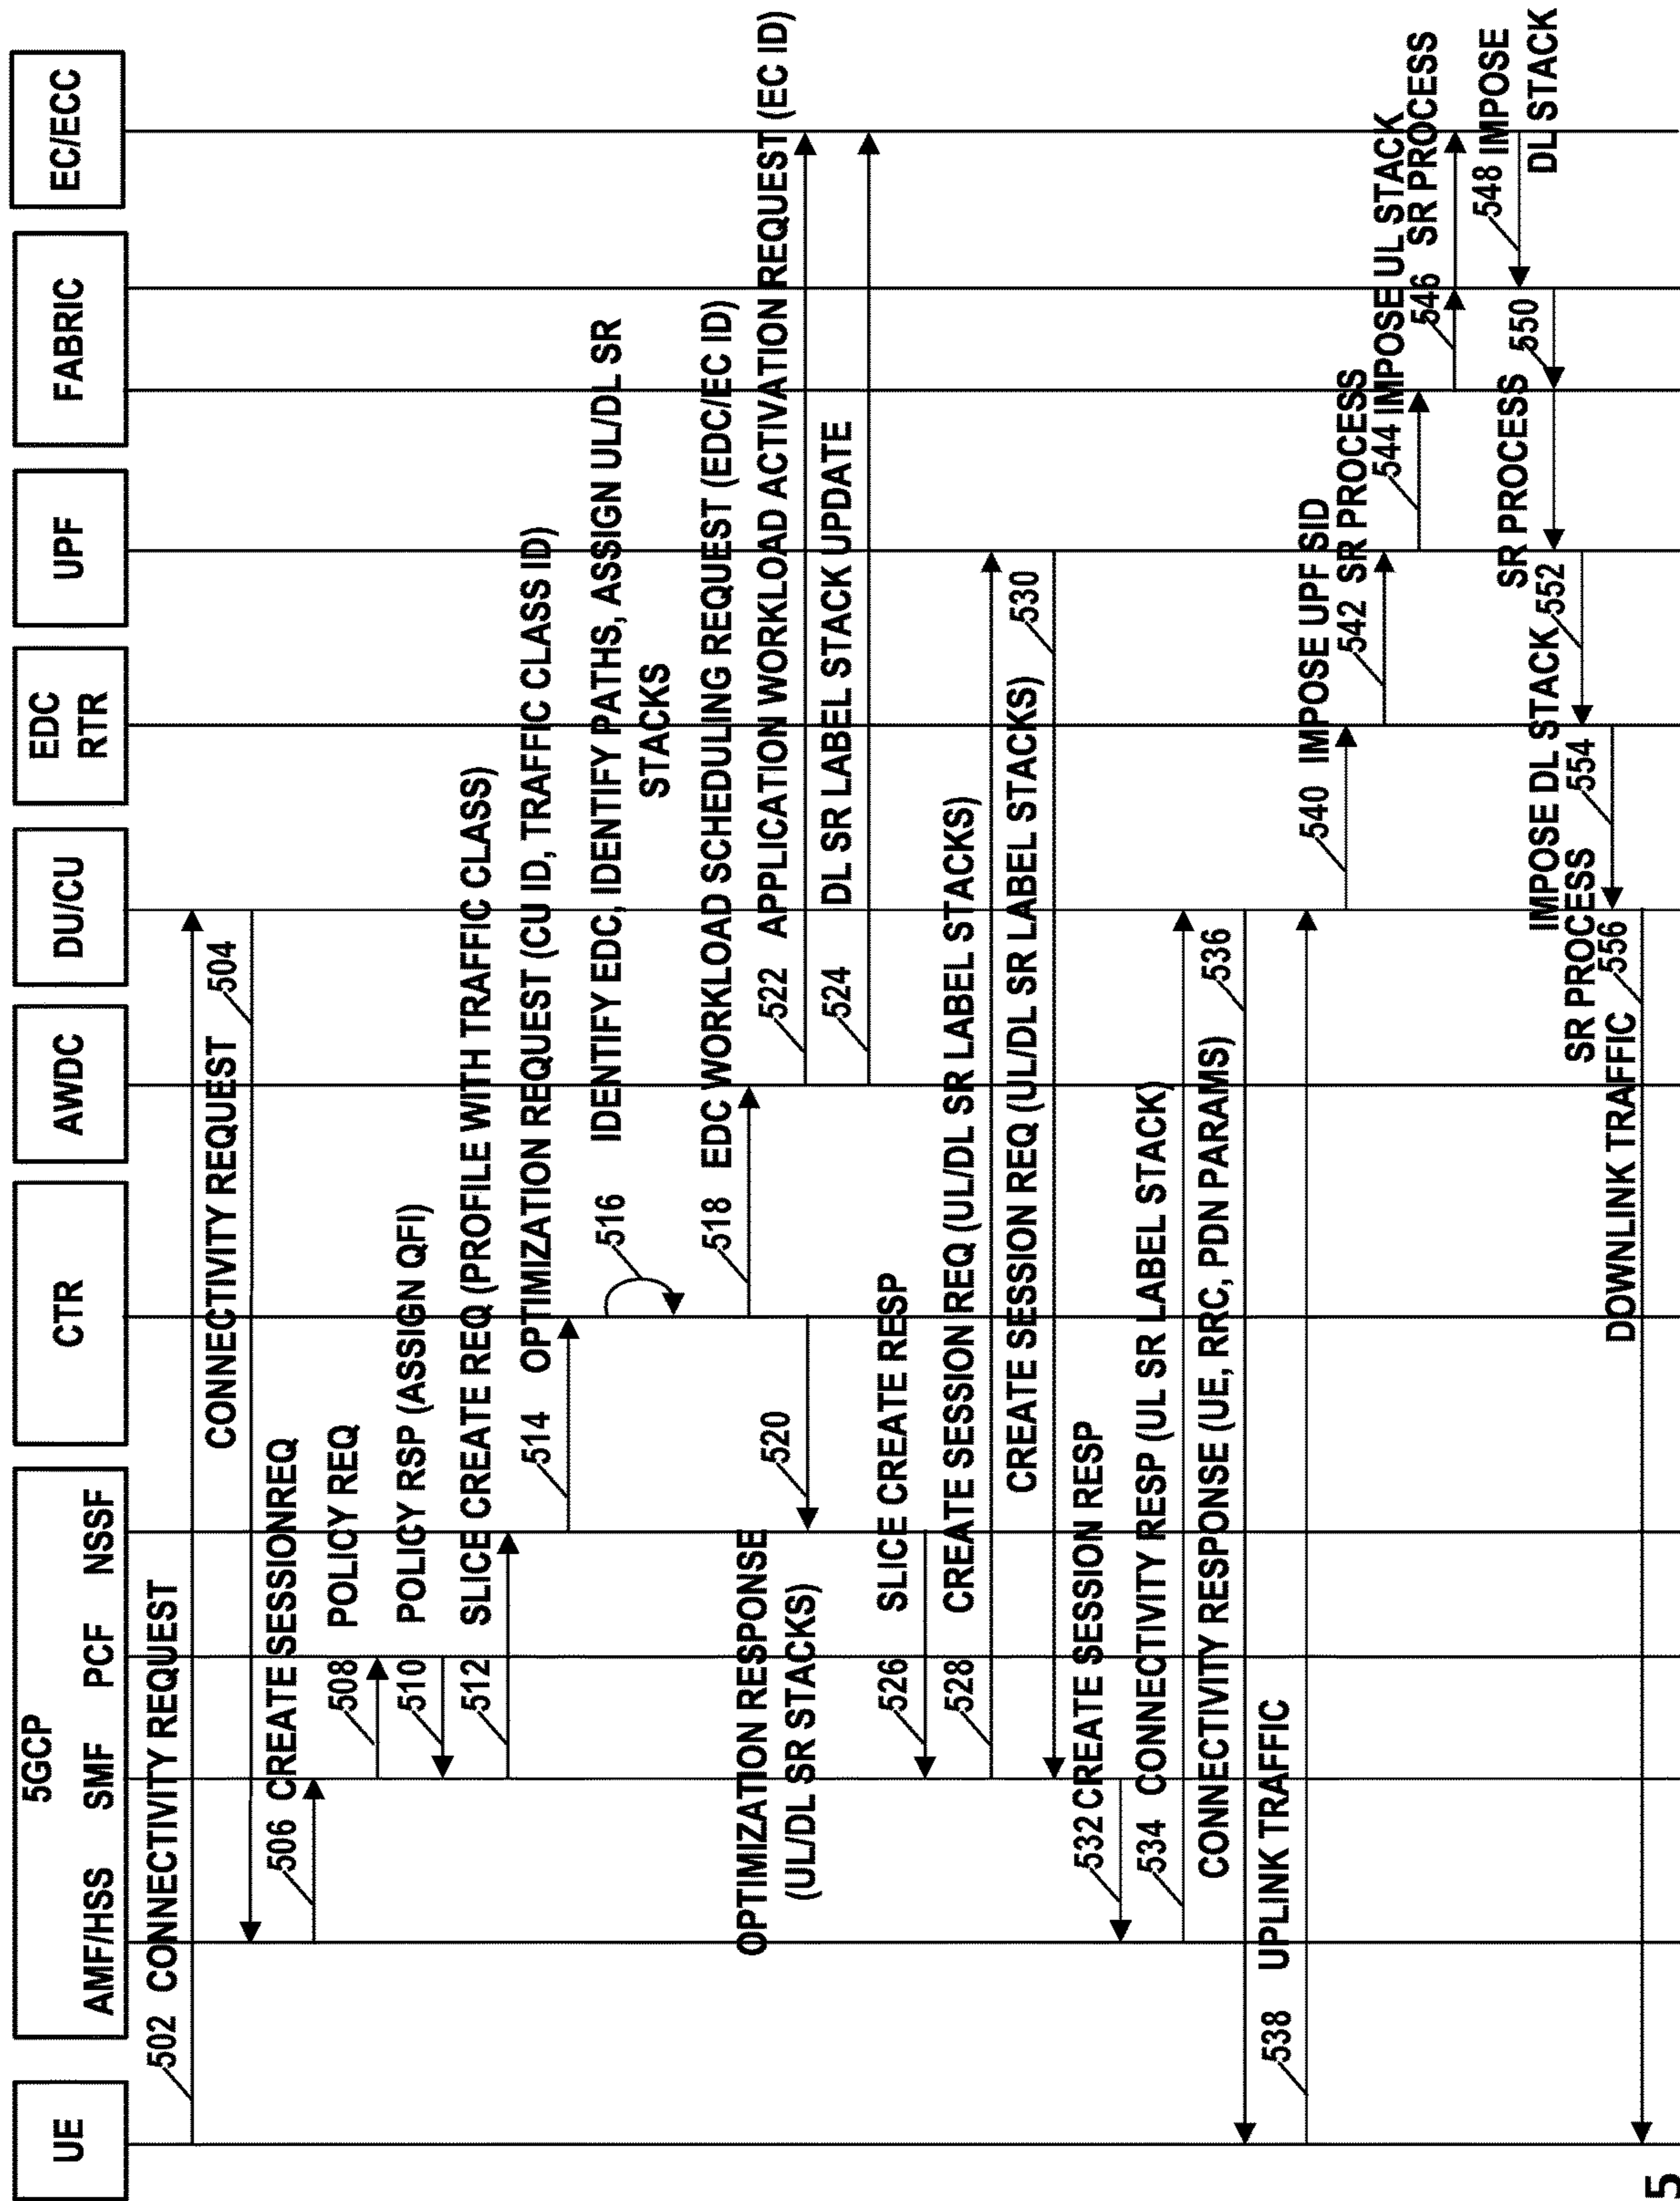 UE
5GCP
AMF/HSS SMF PCF NSSF
CTR
AWDC
DU/CU
EDC
RTR
UPF
FABRIC
EC/ECC
502 CONNECTIVITY REQUEST
CONNECTIVITY REQUEST 504
506 CREATE SESSIONREQ
508 POLICY REQ
510 POLICY RSP (ASSIGN QFI)
512 SLICE CREATE REQ (PROFILE WITH TRAFFIC CLASS)
514 OPTIMIZATION REQUEST (CU ID, TRAFFIC CLASS ID)
516 IDENTIFY EDC, IDENTIFY PATHS, ASSIGN UL/DL SR
STACKS
518 EDC WORKLOAD SCHEDULING REQUEST (EDC/EC ID)
OPTIMIZATION RESPONSE 520
(UL/DL SR STACKS)
522 APPLICATION WORKLOAD ACTIVATION REQUEST (EC ID)
524 DL SR LABEL STACK UPDATE
526 SLICE CREATE RESP
528 CREATE SESSION REQ (UL/DL SR LABEL STACKS)
CREATE SESSION REQ (UL/DL SR LABEL STACKS) 530
532 CREATE SESSION RESP
534 CONNECTIVITY RESP (UL SR LABEL STACK)
CONNECTIVITY RESPONSE (UE, RRC, PDN PARAMS) 536
538 UPLINK TRAFFIC
540 IMPOSE UPF SID
542 SR PROCESS
544 IMPOSE UL STACK
546 SR PROCESS
548 IMPOSE
DL STACK
SR PROCESS 550
IMPOSE DL STACK 552
SR PROCESS 554
DOWNLINK TRAFFIC 556
5